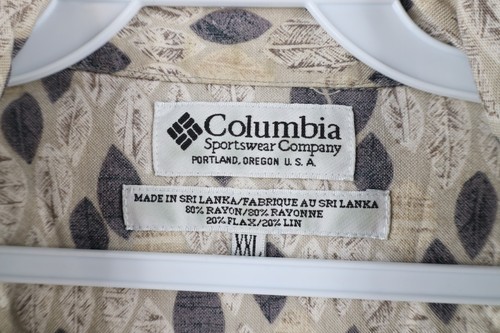 Columbia
Sportswear Company
PORTLAND, OREGON U. S. A.
MADE IN SRI LANKA/FABRIQUE AU SRI LANKA
80% RAYON/80% RAYONNE
20% FLAX/20% LIN
XXL